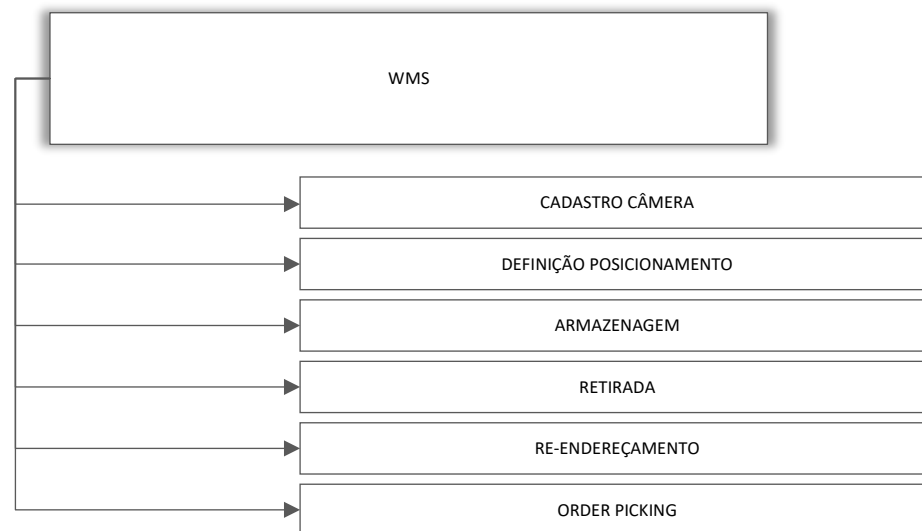 WMS
CADASTRO CÂMERA
DEFINIÇÃO POSICIONAMENTO
ARMAZENAGEM
RETIRADA
RE-ENDEREÇAMENTO
ORDER PICKING